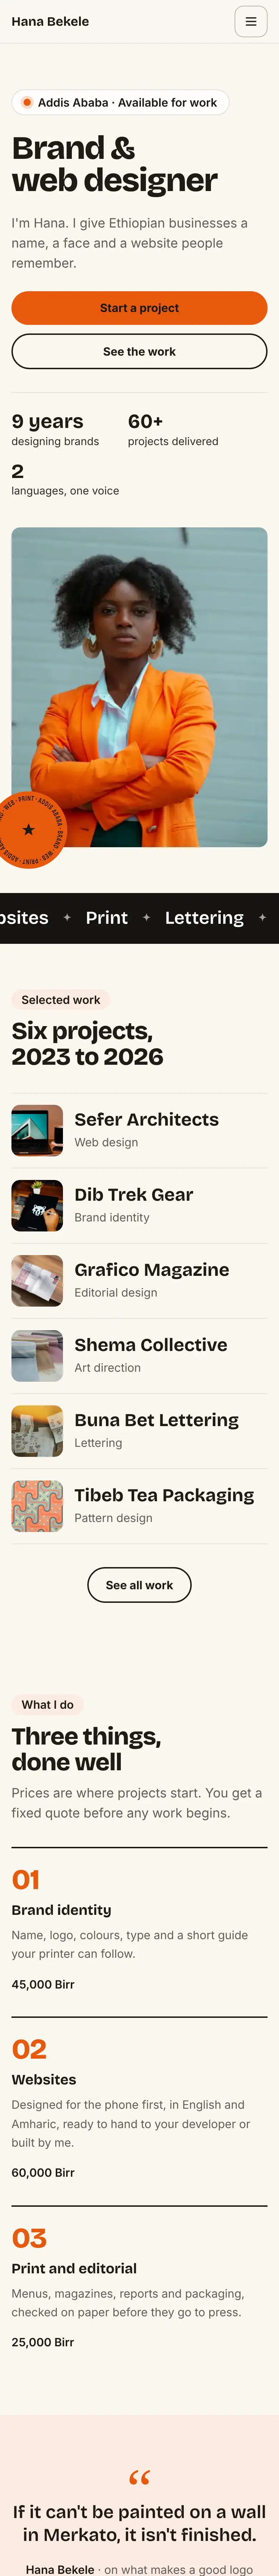 Hana Bekele
Addis Ababa · Available for work
Brand &
web designer
I'm Hana. I give Ethiopian businesses a
name, a face and a website people
remember.
Start a project
See the work
9 years
designing brands
60+
projects delivered
2
languages, one voice
WEB · PRINT · ADDIS ABABA · BRAND
Print ✦ Lettering ✦
Selected work
Six projects,
2023 to 2026
Sefer Architects
Web design
Dib Trek Gear
Brand identity
Grafico Magazine
Editorial design
Shema Collective
Art direction
Buna Bet Lettering
Lettering
Tibeb Tea Packaging
Pattern design
See all work
What I do
Three things,
done well
Prices are where projects start. You get a
fixed quote before any work begins.
01
Brand identity
Name, logo, colours, type and a short guide
your printer can follow.
45,000 Birr
02
Websites
Designed for the phone first, in English and
Amharic, ready to hand to your developer or
built by me.
60,000 Birr
03
Print and editorial
Menus, magazines, reports and packaging,
checked on paper before they go to press.
25,000 Birr
“
If it can't be painted on a wall
in Merkato, it isn't finished.
Hana Bekele · on what makes a good logo